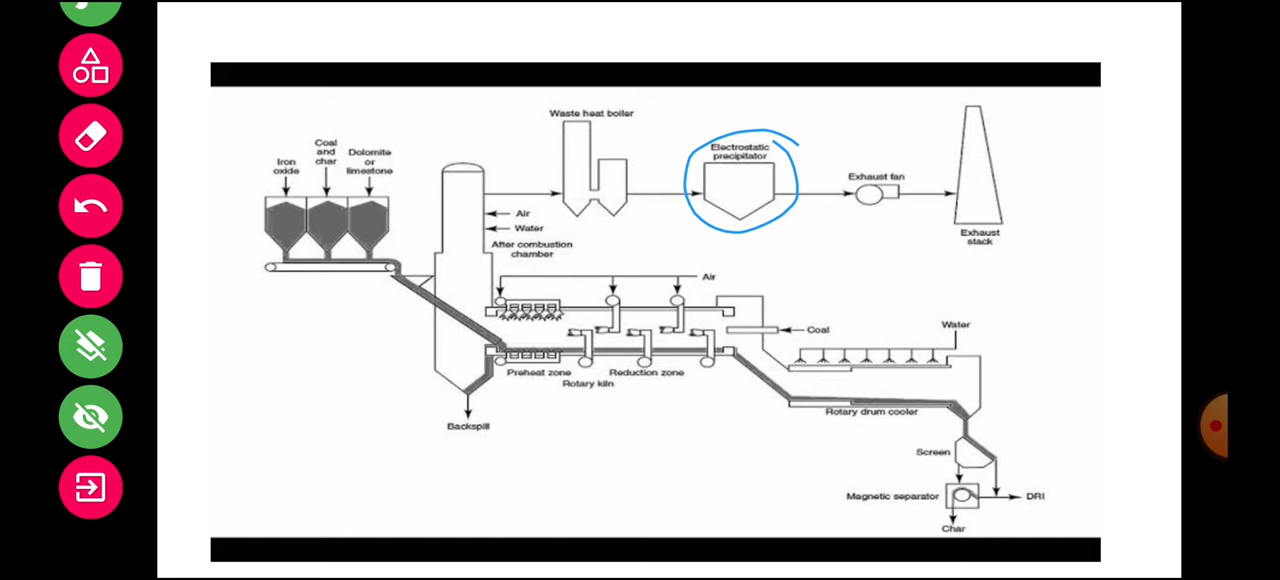 Waste heat boiler
Electrostatic
precipitator
Iron
oxide
Coal
and
char
Dolomite
or
limestone
Exhaust fan
Exhaust
stack
Air
Water
After combustion
chamber
Air
Coal
Water
Preheat zone
Rotary kiln
Reduction zone
Rotary drum cooler
Backspill
Screen
Magnetic separator
DRI
Char